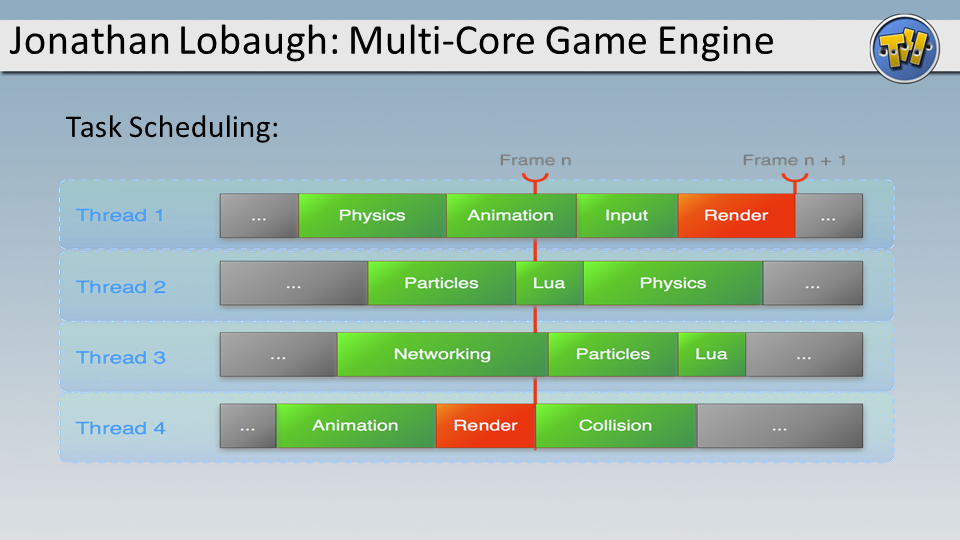 Jonathan Lobaugh: Multi-Core Game Engine
TH
Task Scheduling:
Frame n Frame n + 1
Thread 1 ... Physics Animation Input Render ...
Thread 2 ... Particles Lua Physics ...
Thread 3 ... Networking Particles Lua ...
Thread 4 ... Animation Render Collision ...